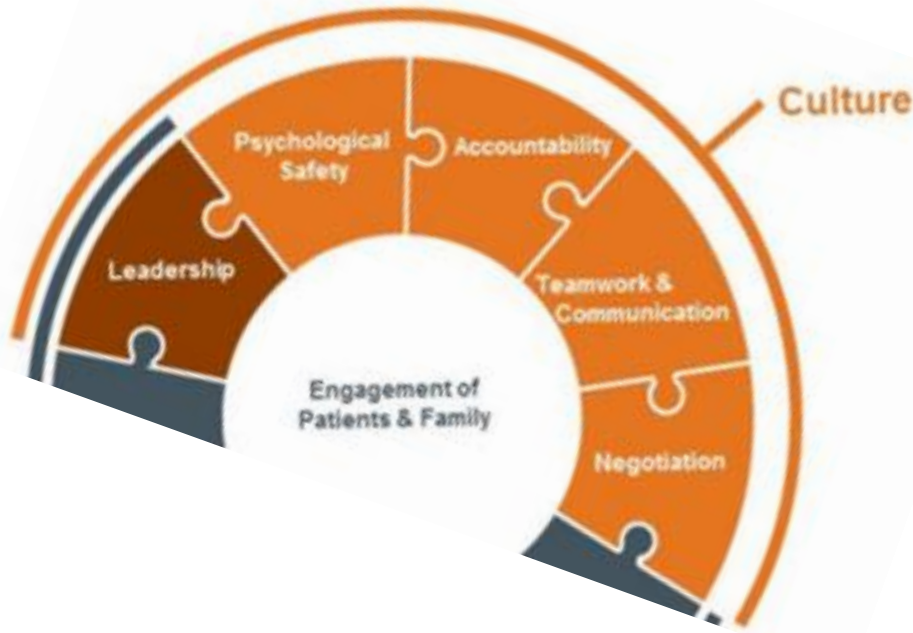 Culture
Psychological
Safety
Accountability
Leadership
Teamwork &
Communication
Engagement of
Patients & Family
Negotiation